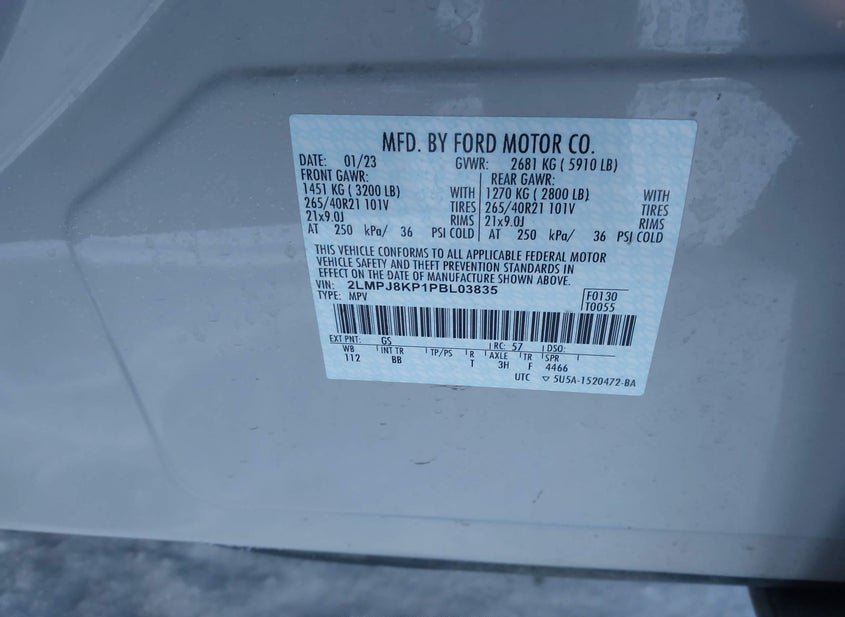 MFD. BY FORD MOTOR CO.
DATE: 01/23 GVWR: 2681 KG ( 5910 LB)
FRONT GAWR: REAR GAWR:
1451 KG ( 3200 LB) WITH 1270 KG ( 2800 LB) WITH
265/40R21 101V TIRES 265/40R21 101V TIRES
21x9.0J RIMS 21x9.0J RIMS
AT 250 kPa/ 36 PSI COLD AT 250 kPa/ 36 PSI COLD
THIS VEHICLE CONFORMS TO ALL APPLICABLE FEDERAL MOTOR
VEHICLE SAFETY AND THEFT PREVENTION STANDARDS IN
EFFECT ON THE DATE OF MANUFACTURE SHOWN ABOVE.
VIN: 2LMPJ8KP1PBL03835 F0130
TYPE: MPV T0055
EXT PNT: GS RC: 57 DSO:
WB INT TR TP/PS R AXLE TR SPR
112 BB T 3H F 4466
UTC ▽ 5U5A-1520472-BA